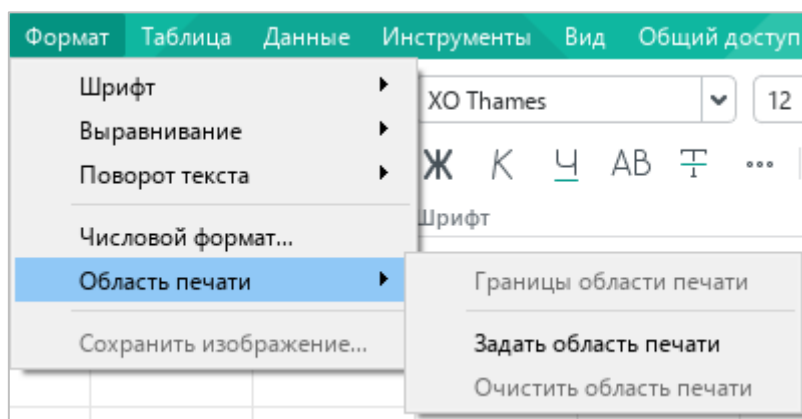 Формат Таблица Данные Инструменты Вид Общий доступ
Шрифт
XO Thames 12
Выравнивание
Ж К Ч АВ Т ...
Поворот текста
Шрифт
Числовой формат...
Область печати
Границы области печати
Сохранить изображение...
Задать область печати
Очистить область печати